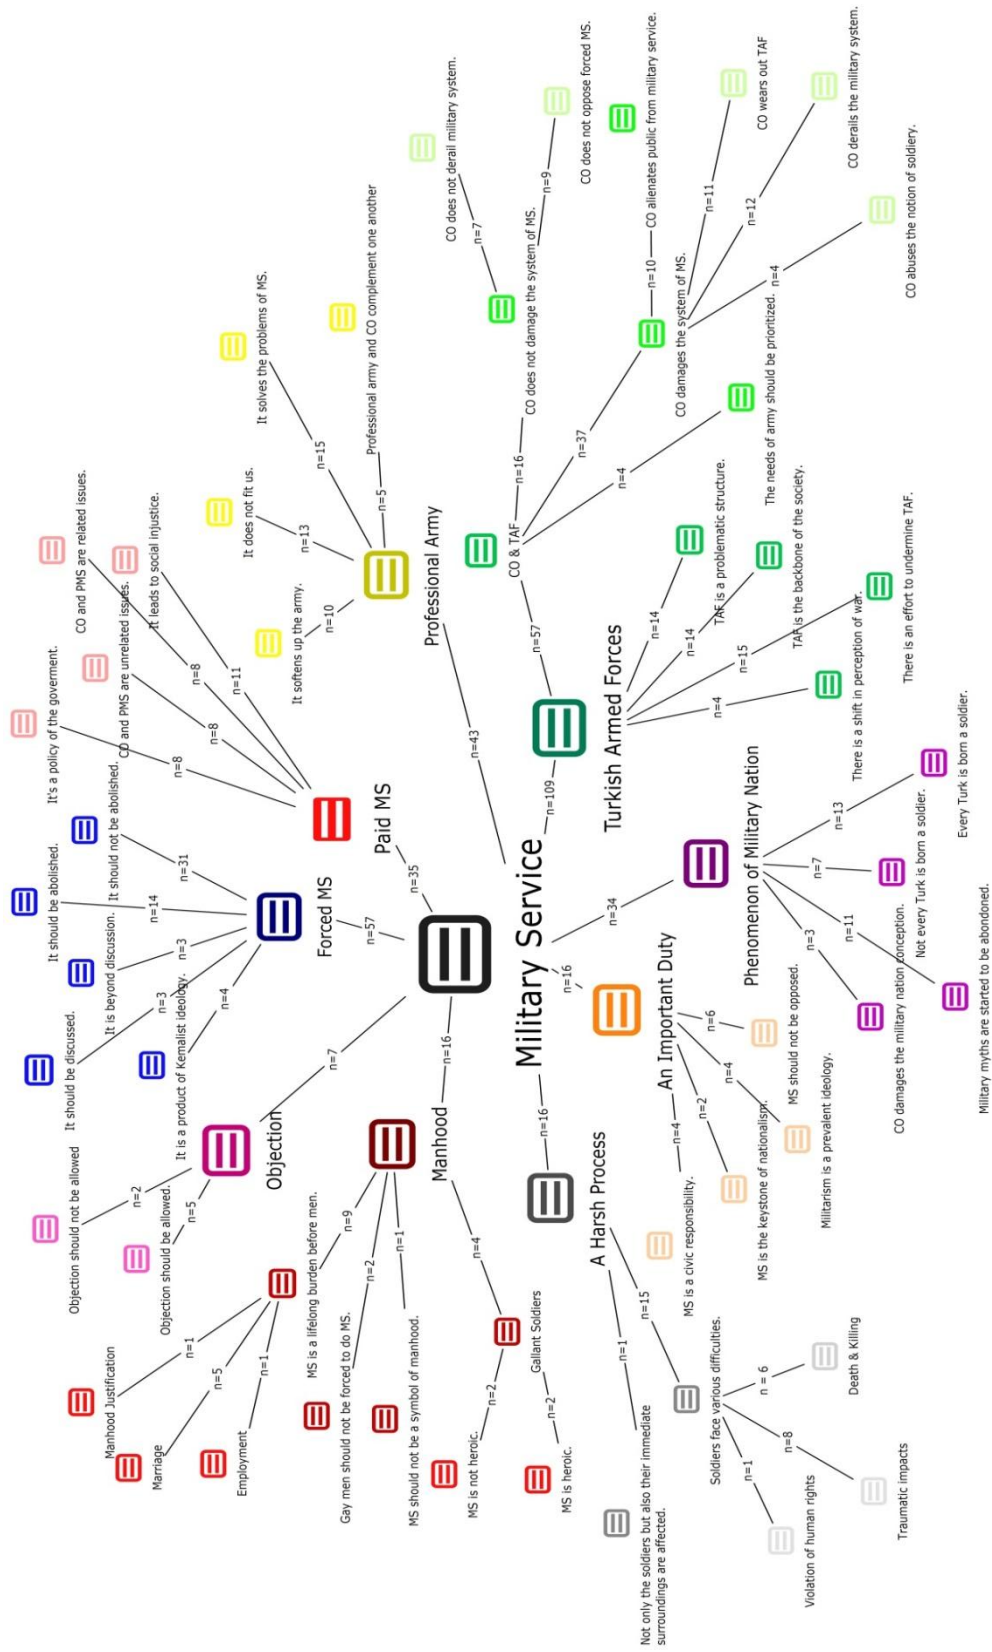 Military Service
n=7
Objection
n=2
Objection should not be allowed
n=5
Objection should be allowed.
n=57
Forced MS
n=4
It is a product of Kemalist ideology.
n=3
It should be discussed.
n=3
It is beyond discussion.
n=14
It should be abolished.
n=31
It should not be abolished.
n=35
Paid MS
n=8
It's a policy of the goverment.
n=8
CO and PMS are unrelated issues.
n=8
CO and PMS are related issues.
n=11
It leads to social injustice.
n=43
Professional Army
n=10
It softens up the army.
n=13
It does not fit us.
n=15
It solves the problems of MS.
n=5
Professional army and CO complement one another
n=109
Turkish Armed Forces
n=57
CO & TAF
n=16
CO does not damage the system of MS.
n=7
CO does not derail military system.
n=9
CO does not oppose forced MS.
n=37
CO damages the system of MS.
n=10
CO alienates public from military service.
n=11
CO wears out TAF
n=12
CO derails the military system.
n=4
CO abuses the notion of soldiery.
n=4
The needs of army should be prioritized.
n=14
TAF is a problematic structure.
n=14
TAF is the backbone of the society.
n=15
There is an effort to undermine TAF.
n=4
There is a shift in perception of war.
n=34
Phenomenon of Military Nation
n=13
Every Turk is born a soldier.
n=7
Not every Turk is born a soldier.
n=11
Military myths are started to be abondoned.
n=3
CO damages the military nation conception.
n=16
An Important Duty
n=6
MS should not be opposed.
n=4
Militarism is a prevalent ideology.
n=2
MS is the keystone of nationalism.
n=4
MS is a civic responsibility.
n=16
A Harsh Process
n=15
Soldiers face various difficulties.
n = 6
Death & Killing
n=8
Traumatic impacts
n=1
Violation of human rights
n=1
Not only the soldiers but also their immediate
surroundings are affected.
n=16
Manhood
n=9
MS is a lifelong burden before men.
n=1
Manhood Justification
n=5
Marriage
n=1
Employment
n=2
Gay men should not be forced to do MS.
n=1
MS should not be a symbol of manhood.
n=4
Gallant Soldiers
n=2
MS is not heroic.
n=2
MS is heroic.